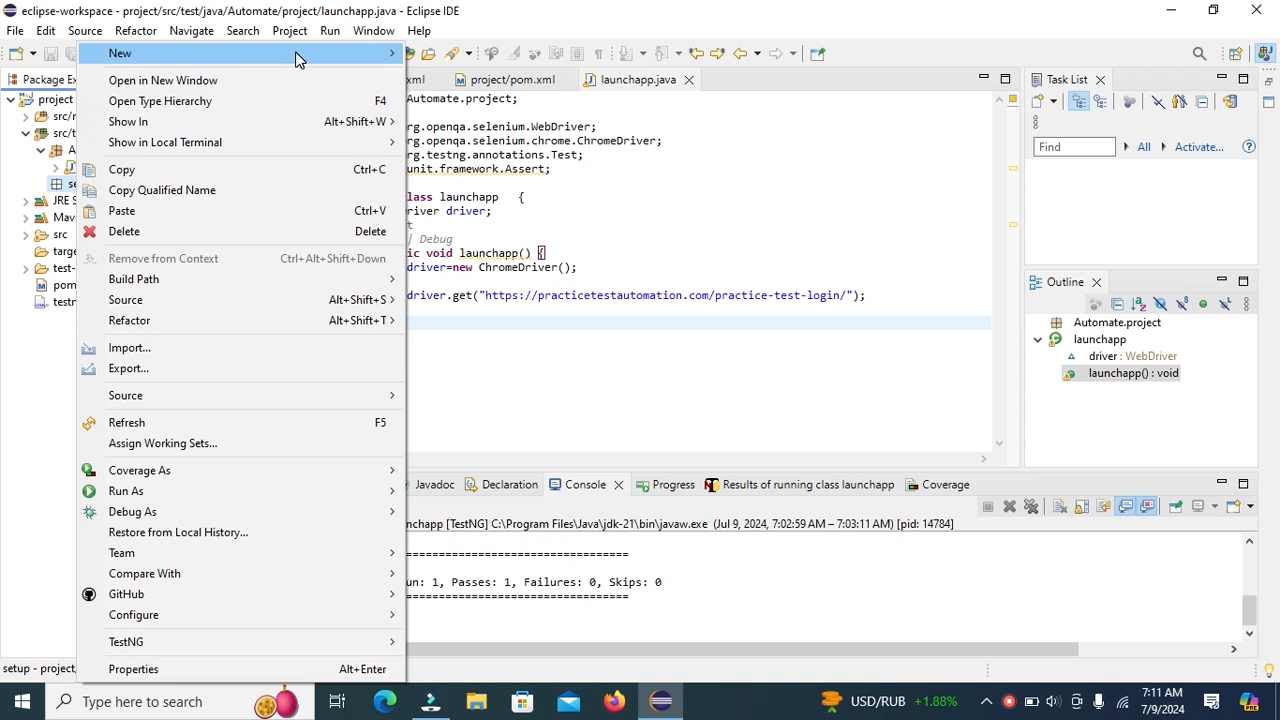 eclipse-workspace - project/src/test/java/Automate/project/launchapp.java - Eclipse IDE
File Edit Source Refactor Navigate Search Project Run Window Help
Package Ex
project
src/r
src/t
A
J
se
JRE S
Mav
src
targe
test-
pom
testn
New
Open in New Window
Open Type Hierarchy F4
Show In Alt+Shift+W
Show in Local Terminal
Copy Ctrl+C
Copy Qualified Name
Paste Ctrl+V
Delete Delete
Remove from Context Ctrl+Alt+Shift+Down
Build Path
Source Alt+Shift+S
Refactor Alt+Shift+T
Import...
Export...
Source
Refresh F5
Assign Working Sets...
Coverage As
Run As
Debug As
Restore from Local History...
Team
Compare With
GitHub
Configure
TestNG
Properties Alt+Enter
xml project/pom.xml launchapp.java
Automate.project;
rg.openqa.selenium.WebDriver;
rg.openqa.selenium.chrome.ChromeDriver;
rg.testng.annotations.Test;
unit.framework.Assert;
lass launchapp {
river driver;
t
| Debug
ic void launchapp() {
driver=new ChromeDriver();
driver.get("https://practicetestautomation.com/practice-test-login/");
Task List
Find All Activate...
Outline
Automate.project
launchapp
driver : WebDriver
launchapp() : void
Javadoc Declaration Console Progress Results of running class launchapp Coverage
nchapp [TestNG] C:\Program Files\Java\jdk-21\bin\javaw.exe (Jul 9, 2024, 7:02:59 AM – 7:03:11 AM) [pid: 14784]
================================
un: 1, Passes: 1, Failures: 0, Skips: 0
================================
setup - project,
Type here to search
USD/RUB +1.88%
7:11 AM
7/9/2024